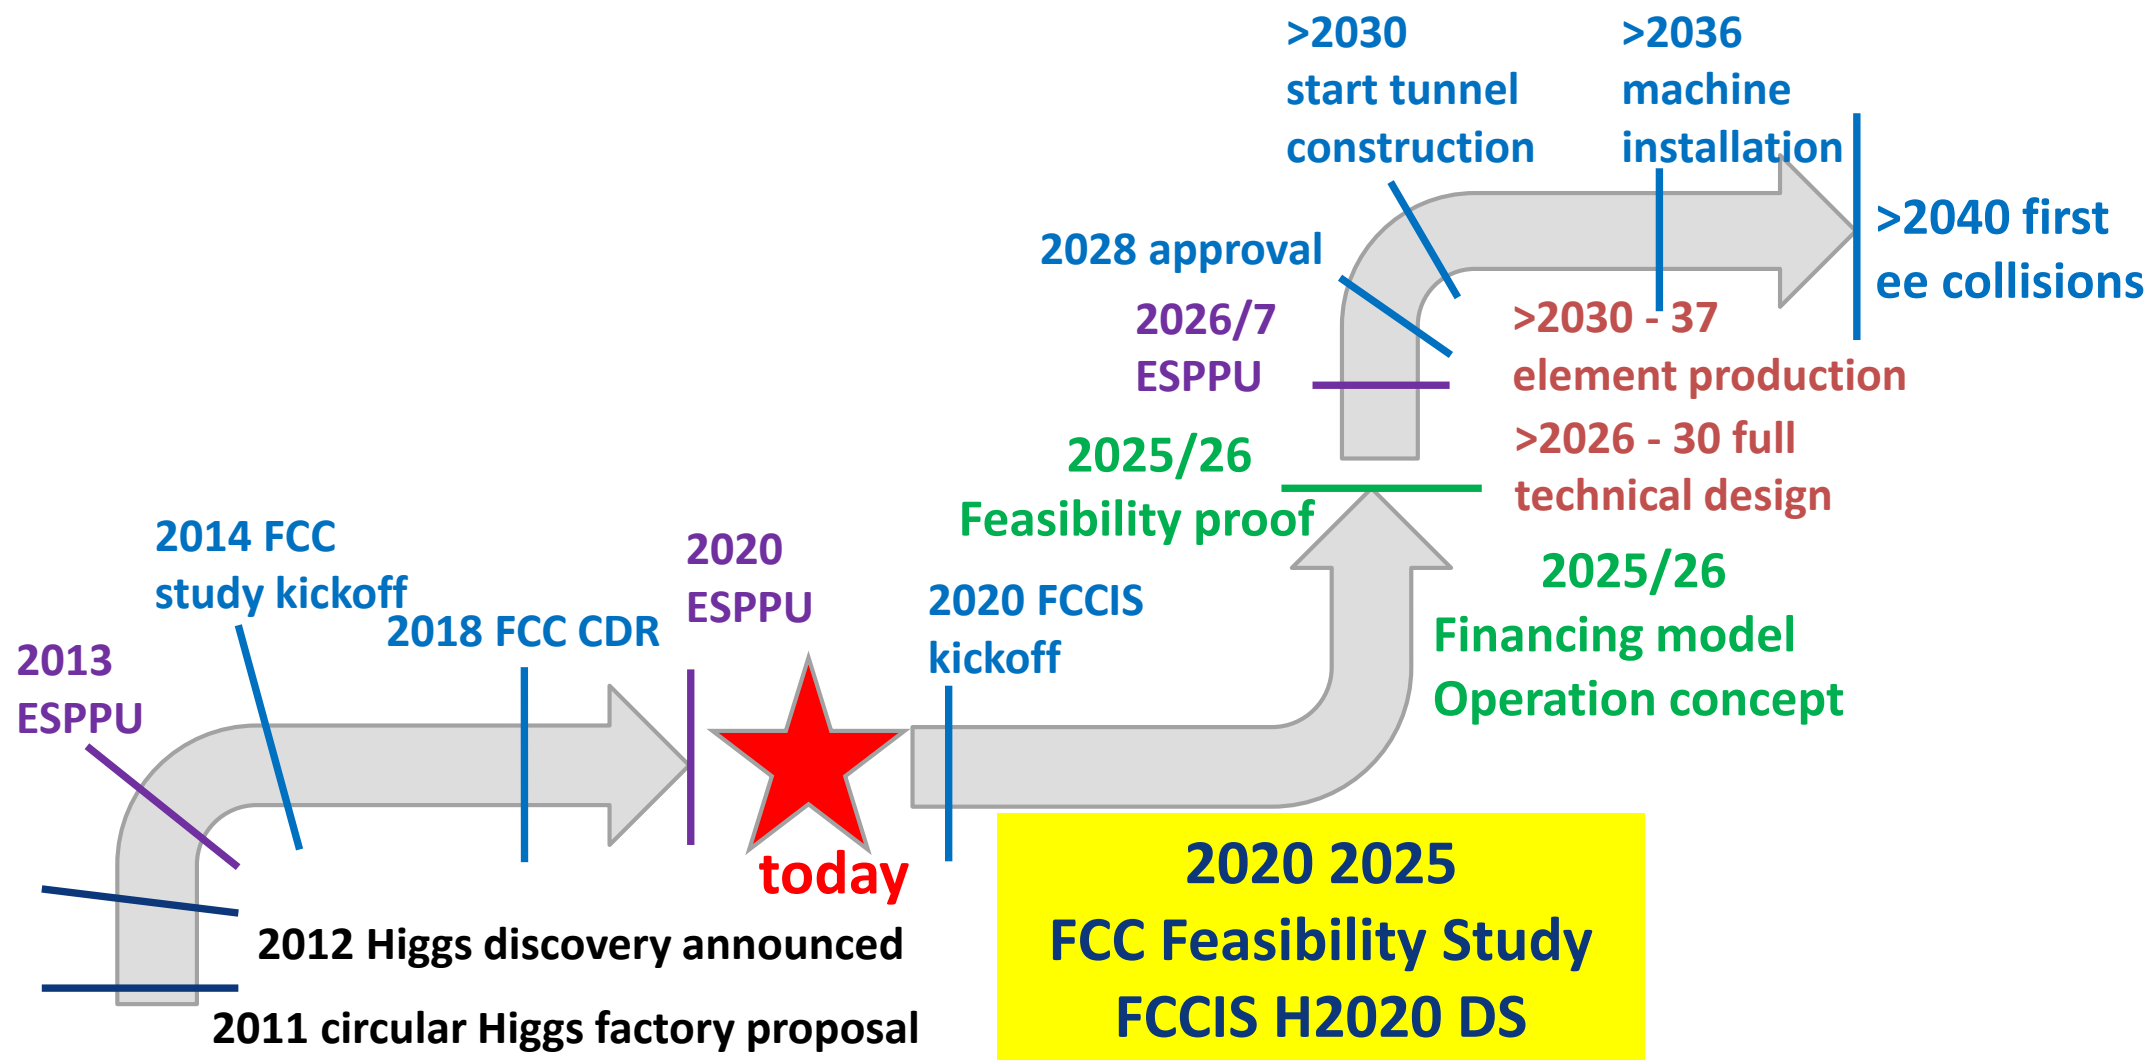 >2030
start tunnel
construction
>2036
machine
installation
>2040 first
ee collisions
2028 approval
2026/7
ESPPU
>2030 - 37
element production
>2026 - 30 full
technical design
2025/26
Feasibility proof
2025/26
Financing model
Operation concept
2014 FCC
study kickoff
2018 FCC CDR
2020
ESPPU
2020 FCCIS
kickoff
2013
ESPPU
today
2012 Higgs discovery announced
2011 circular Higgs factory proposal
2020 2025
FCC Feasibility Study
FCCIS H2020 DS